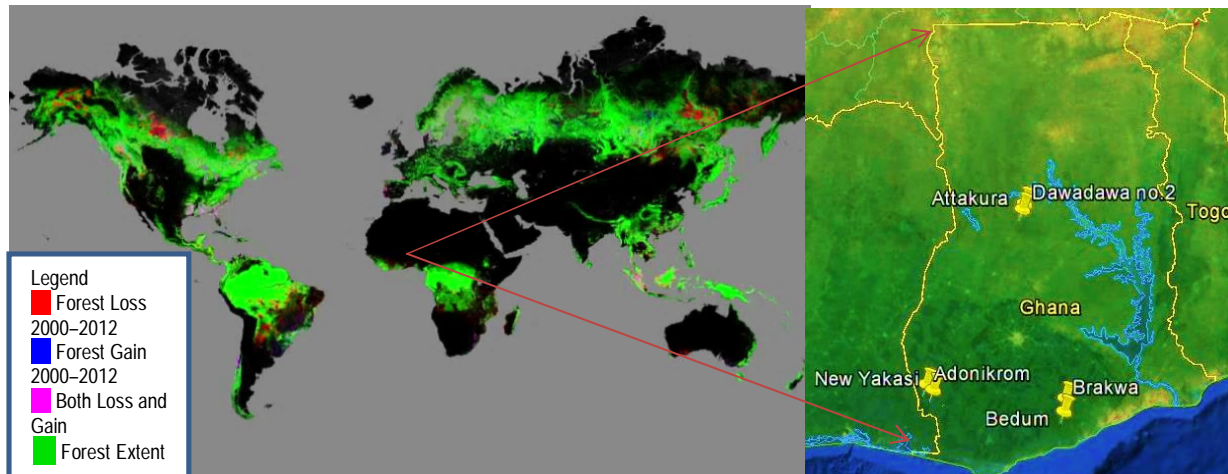 Legend
Forest Loss
2000–2012
Forest Gain
2000–2012
Both Loss and
Gain
Forest Extent
Attakura Dawadawa no.2
Togo
Ghana
New Yakasi Adonikrom Brakwa
Bedum